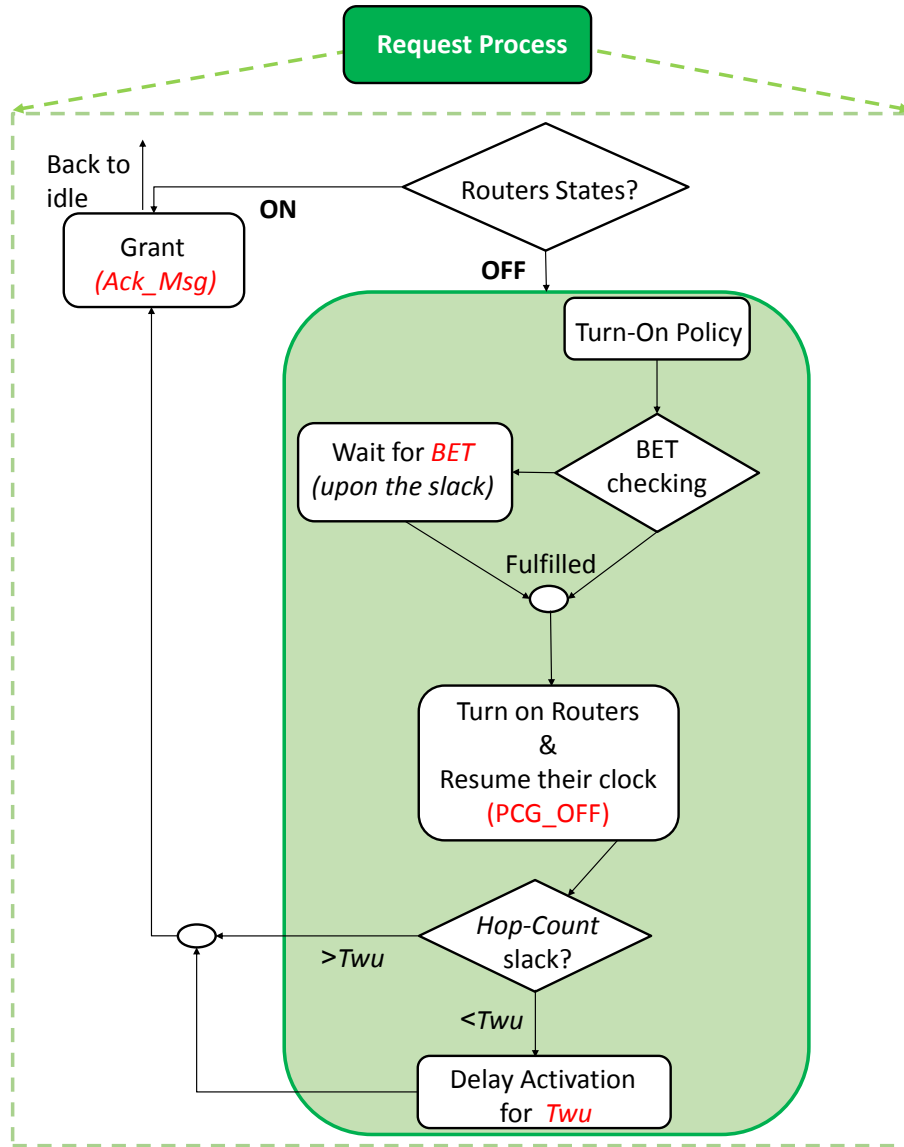 Request Process
Back to
idle
Routers States?
ON
Grant
(Ack_Msg)
OFF
Turn-On Policy
Wait for BET
(upon the slack)
BET
checking
Fulfilled
Turn on Routers
&
Resume their clock
(PCG_OFF)
Hop-Count
slack?
>Twu
<Twu
Delay Activation
for Twu